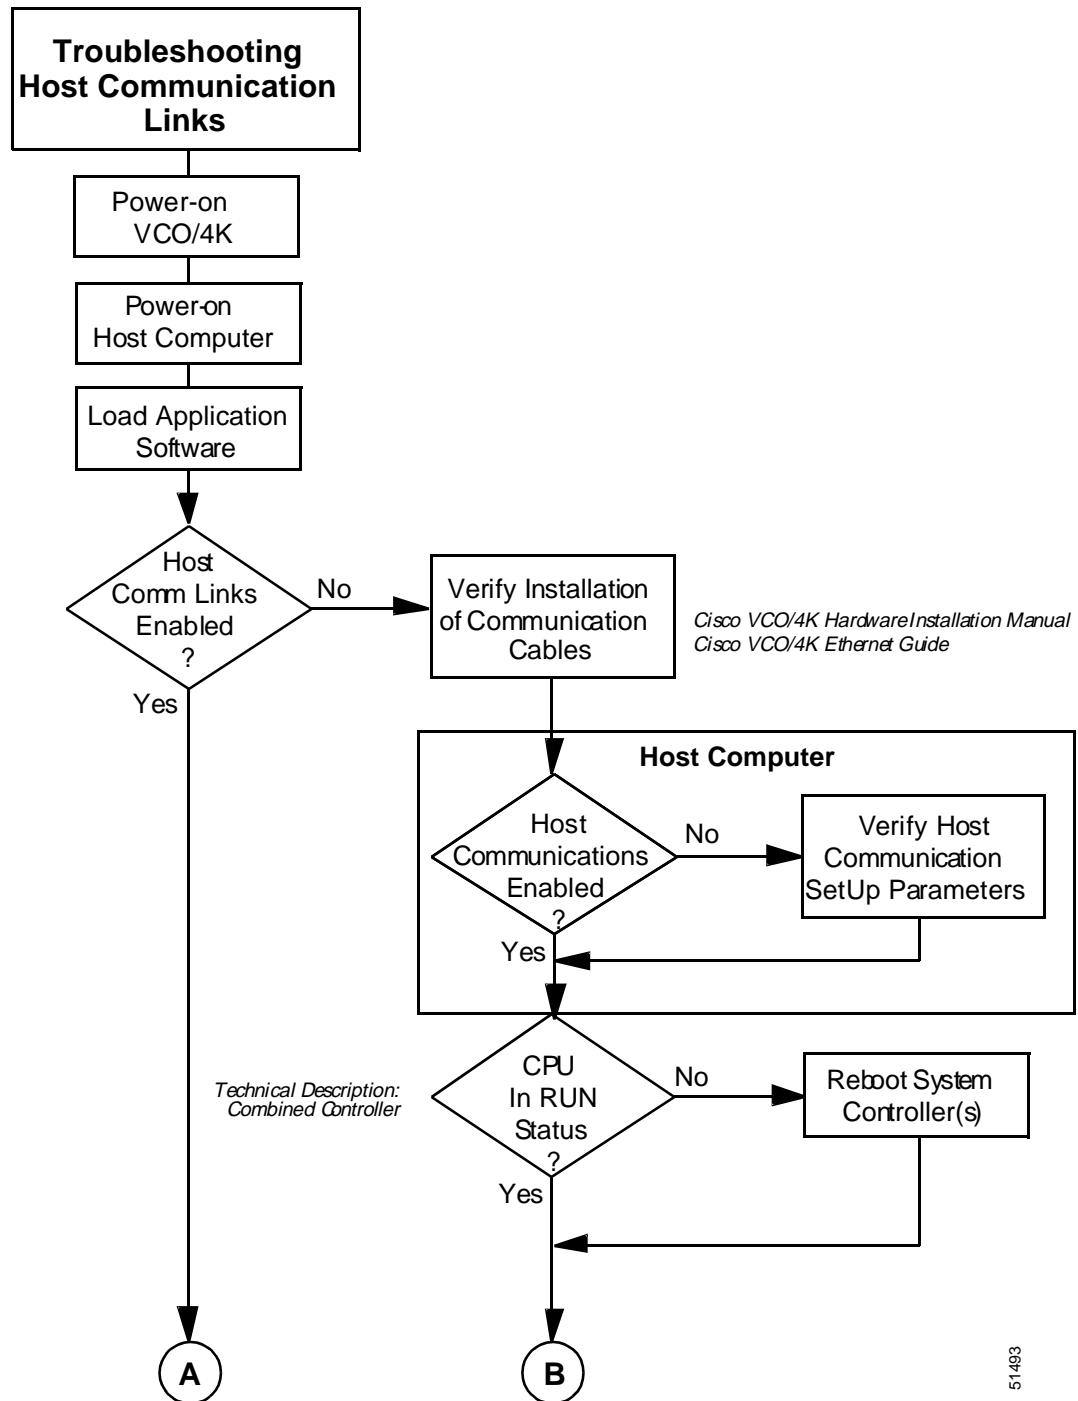 Troubleshooting
Host Communication
Links
Power-on
VCO/4K
Power-on
Host Computer
Load Application
Software
Host
Comm Links
Enabled
?
No
Yes
Verify Installation
of Communication
Cables
Cisco VCO/4K Hardware Installation Manual
Cisco VCO/4K Ethernet Guide
Host Computer
Host
Communications
Enabled
?
No
Yes
Verify Host
Communication
SetUp Parameters
Technical Description:
Combined Controller
CPU
In RUN
Status
?
No
Yes
Reboot System
Controller(s)
A
B
51493